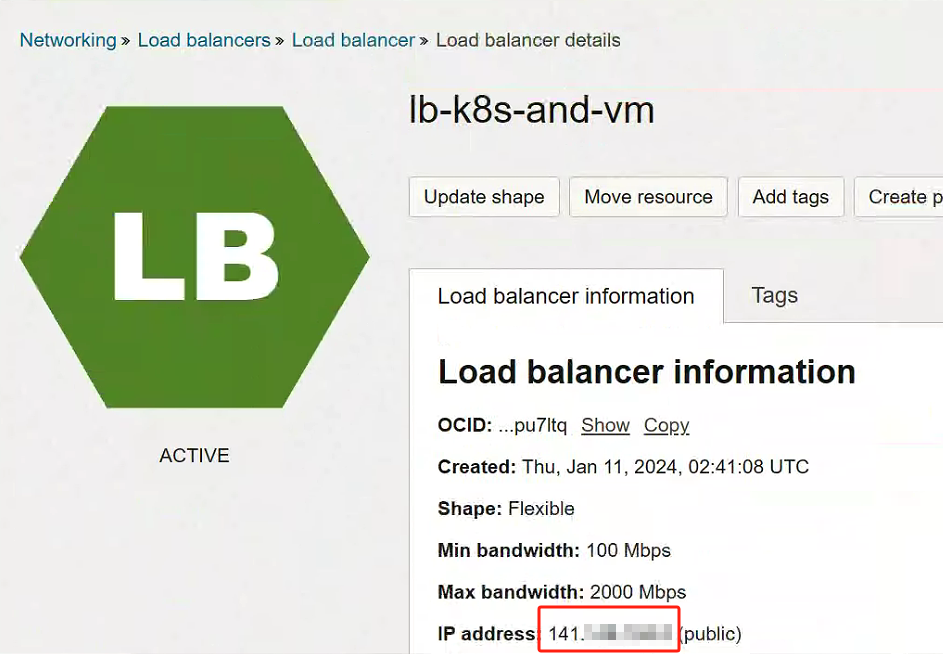 Networking » Load balancers » Load balancer » Load balancer details
LB
ACTIVE
lb-k8s-and-vm
Update shape Move resource Add tags Create p
Load balancer information Tags
Load balancer information
OCID: ...pu7ltq Show Copy
Created: Thu, Jan 11, 2024, 02:41:08 UTC
Shape: Flexible
Min bandwidth: 100 Mbps
Max bandwidth: 2000 Mbps
IP address: 141. (public)